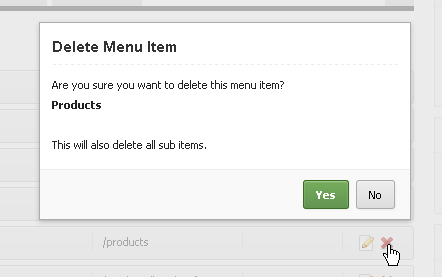 Delete Menu Item
Are you sure you want to delete this menu item?
Products
This will also delete all sub items.
Yes No
/products